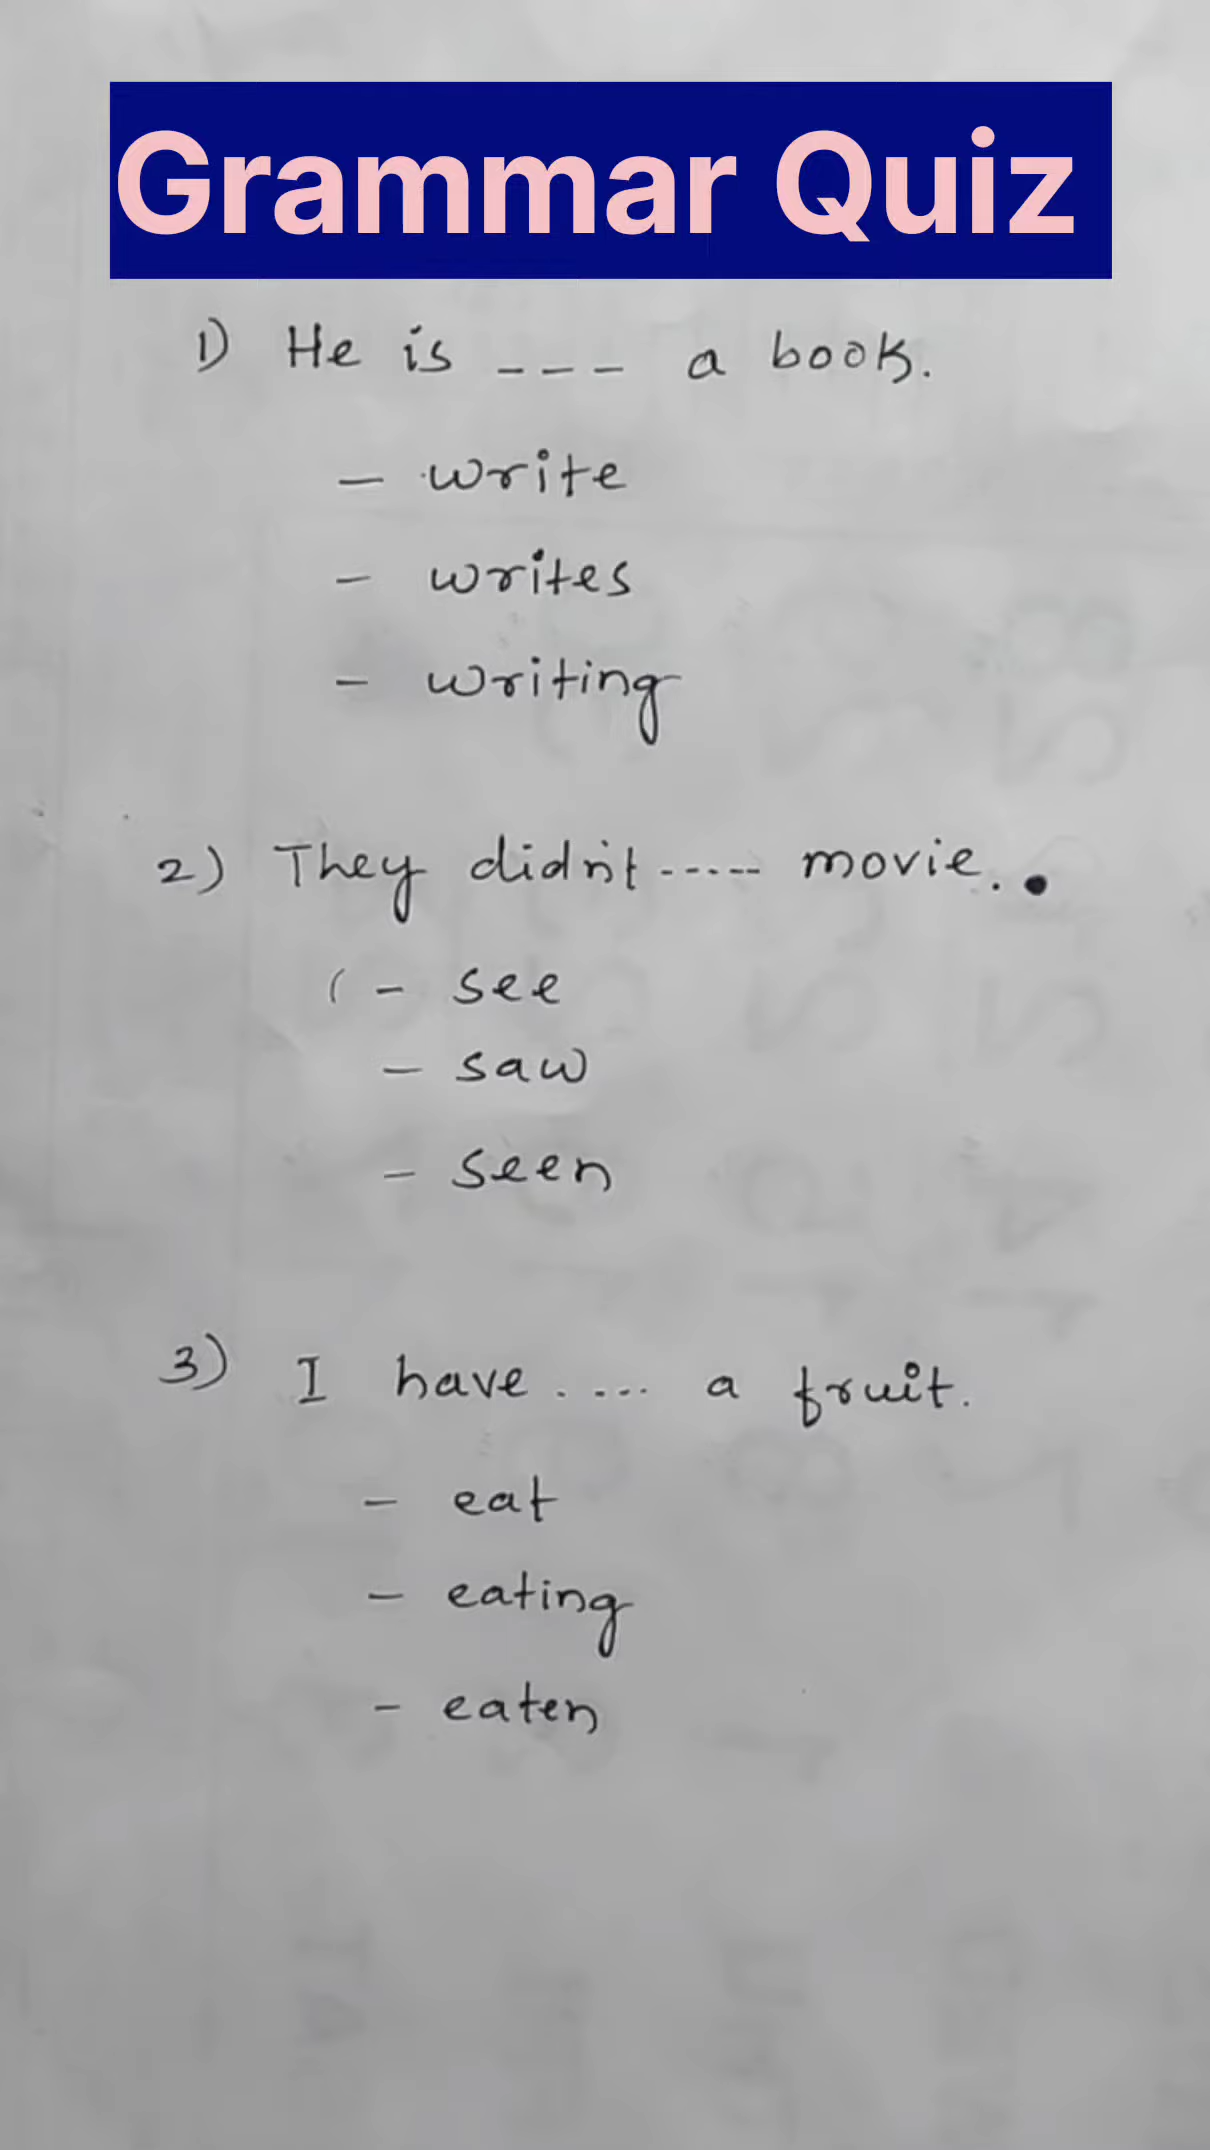 Grammar Quiz
1) He is --- a book.
- write
- writes
- writing
2) They didn't ----- movie.
(- see
- saw
- seen
3) I have .... a fruit.
- eat
- eating
- eaten